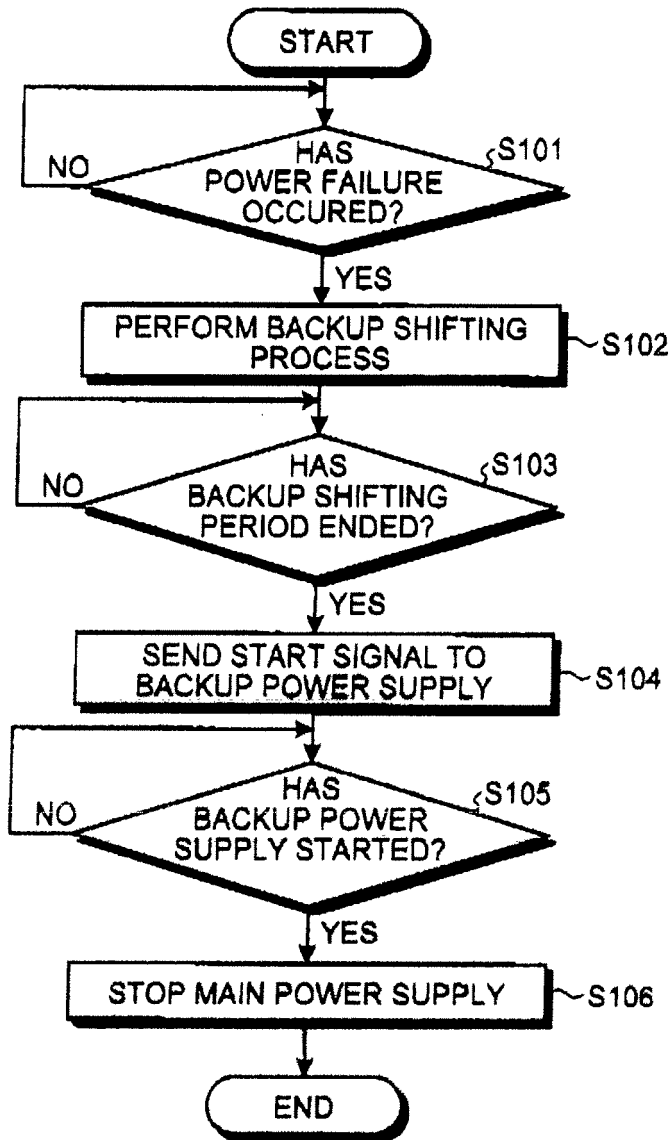 START
HAS
POWER FAILURE
OCCURED?
S101
NO
YES
PERFORM BACKUP SHIFTING
PROCESS
S102
HAS
BACKUP SHIFTING
PERIOD ENDED?
S103
NO
YES
SEND START SIGNAL TO
BACKUP POWER SUPPLY
S104
HAS
BACKUP POWER
SUPPLY STARTED?
S105
NO
YES
STOP MAIN POWER SUPPLY
S106
END